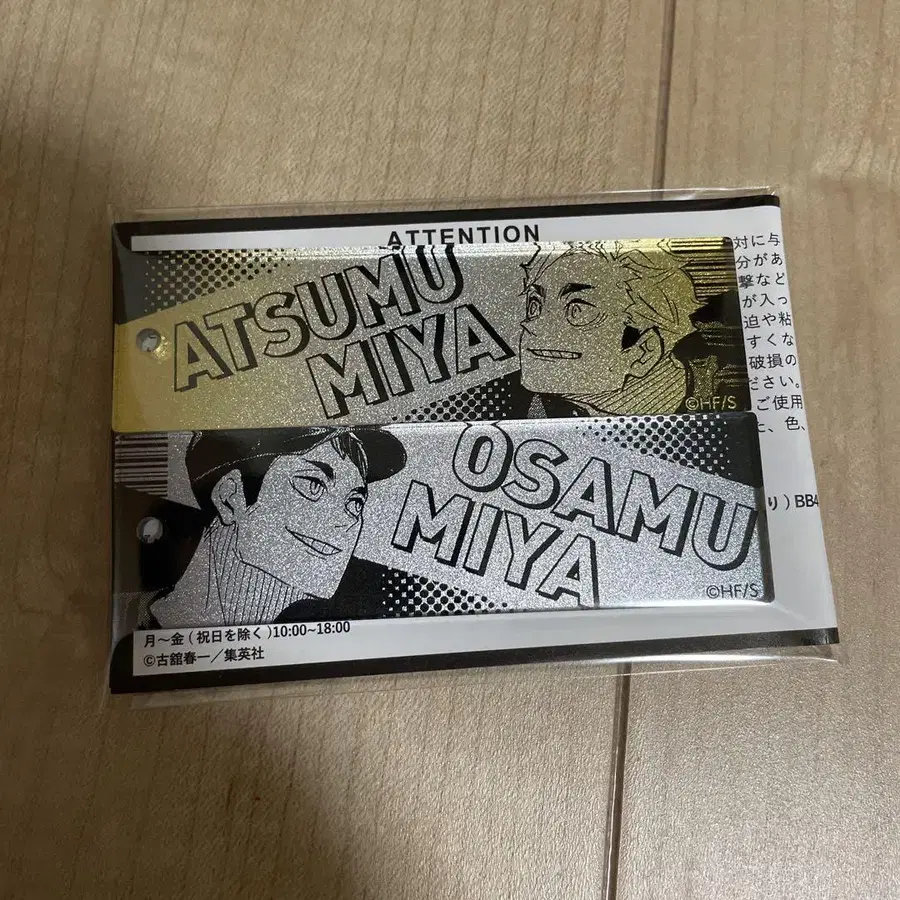 ATTENTION
対に与
分があ
撃など
が入っ
迫や粘
すくな
破損の
ださい。
ご使用
と、色、
ATSUMU
MIYA
©HF/S
OSAMU
MIYA
©HF/S
り)BB4
月～金(祝日を除く)10:00~18:00
©古舘春一／集英社